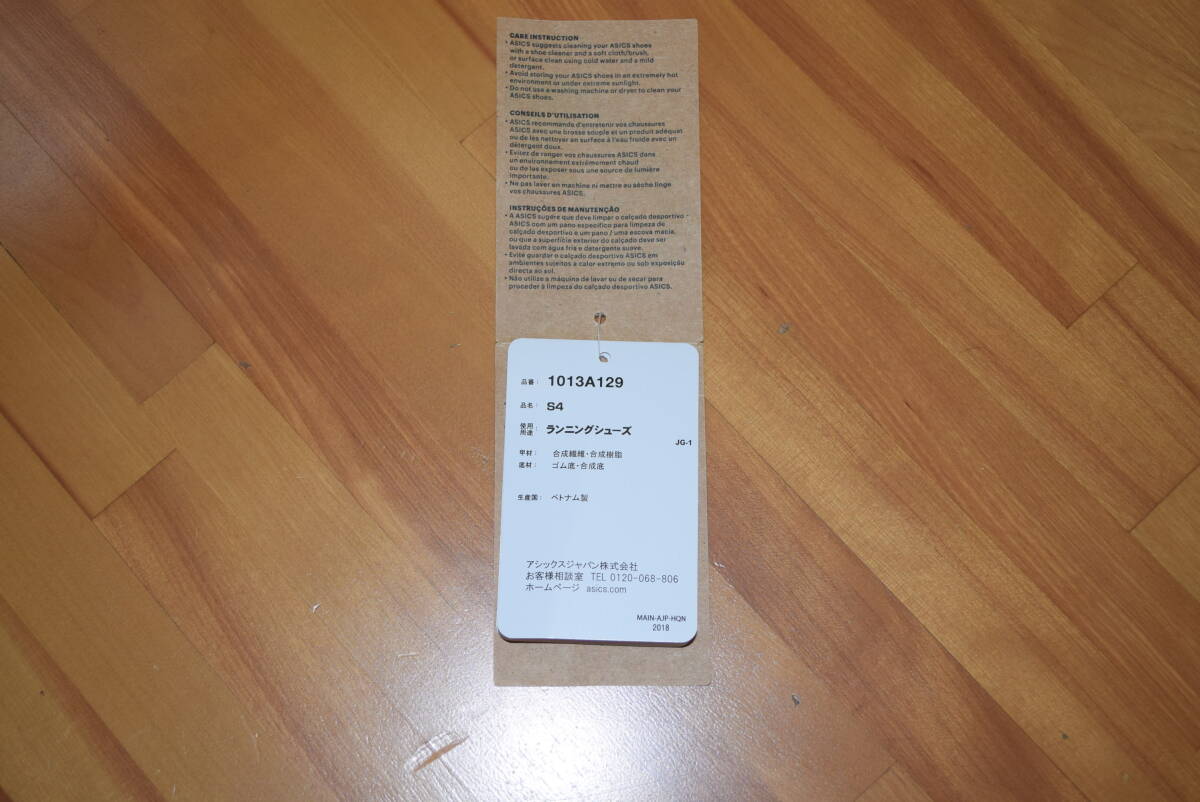 CARE INSTRUCTION
• ASICS suggests cleaning your ASICS shoes
with a shoe cleaner and a soft cloth/brush,
or surface clean using cold water and a mild
detergent.
• Avoid storing your ASICS shoes in an extremely hot
environment or under extreme sunlight.
• Do not use a washing machine or dryer to clean your
ASICS shoes.
CONSEILS D'UTILISATION
• ASICS recommande d'entretenir vos chaussures
ASICS avec une brosse souple et un produit adéquat
ou de les nettoyer en surface à l'eau froide avec un
détergent doux.
• Evitez de ranger vos chaussures ASICS dans
un environnement extrêmement chaud
ou de les exposer sous une source de lumière
importante.
• Ne pas laver en machine ni mettre au sèche linge
vos chaussures ASICS.
INSTRUÇÕES DE MANUTENÇÃO
• A ASICS sugere que deve limpar o calçado desportivo
ASICS com um pano específico para limpeza de
calçado desportivo e um pano / uma escova macia,
ou que a superfície exterior do calçado deve ser
lavada com água fria e detergente suave.
• Evite guardar o calçado desportivo ASICS em
ambientes sujeitos a calor extremo ou sob exposição
directa ao sol.
• Não utilize a máquina de lavar ou de secar para
proceder à limpeza do calçado desportivo ASICS.
品番： 1013A129
品名： S4
使用用途： ランニングシューズ
JG-1
甲材： 合成繊維・合成樹脂
底材： ゴム底・合成底
生産国： ベトナム製
アシックスジャパン株式会社
お客様相談室 TEL 0120-068-806
ホームページ asics.com
MAIN-AJP-HQN
2018